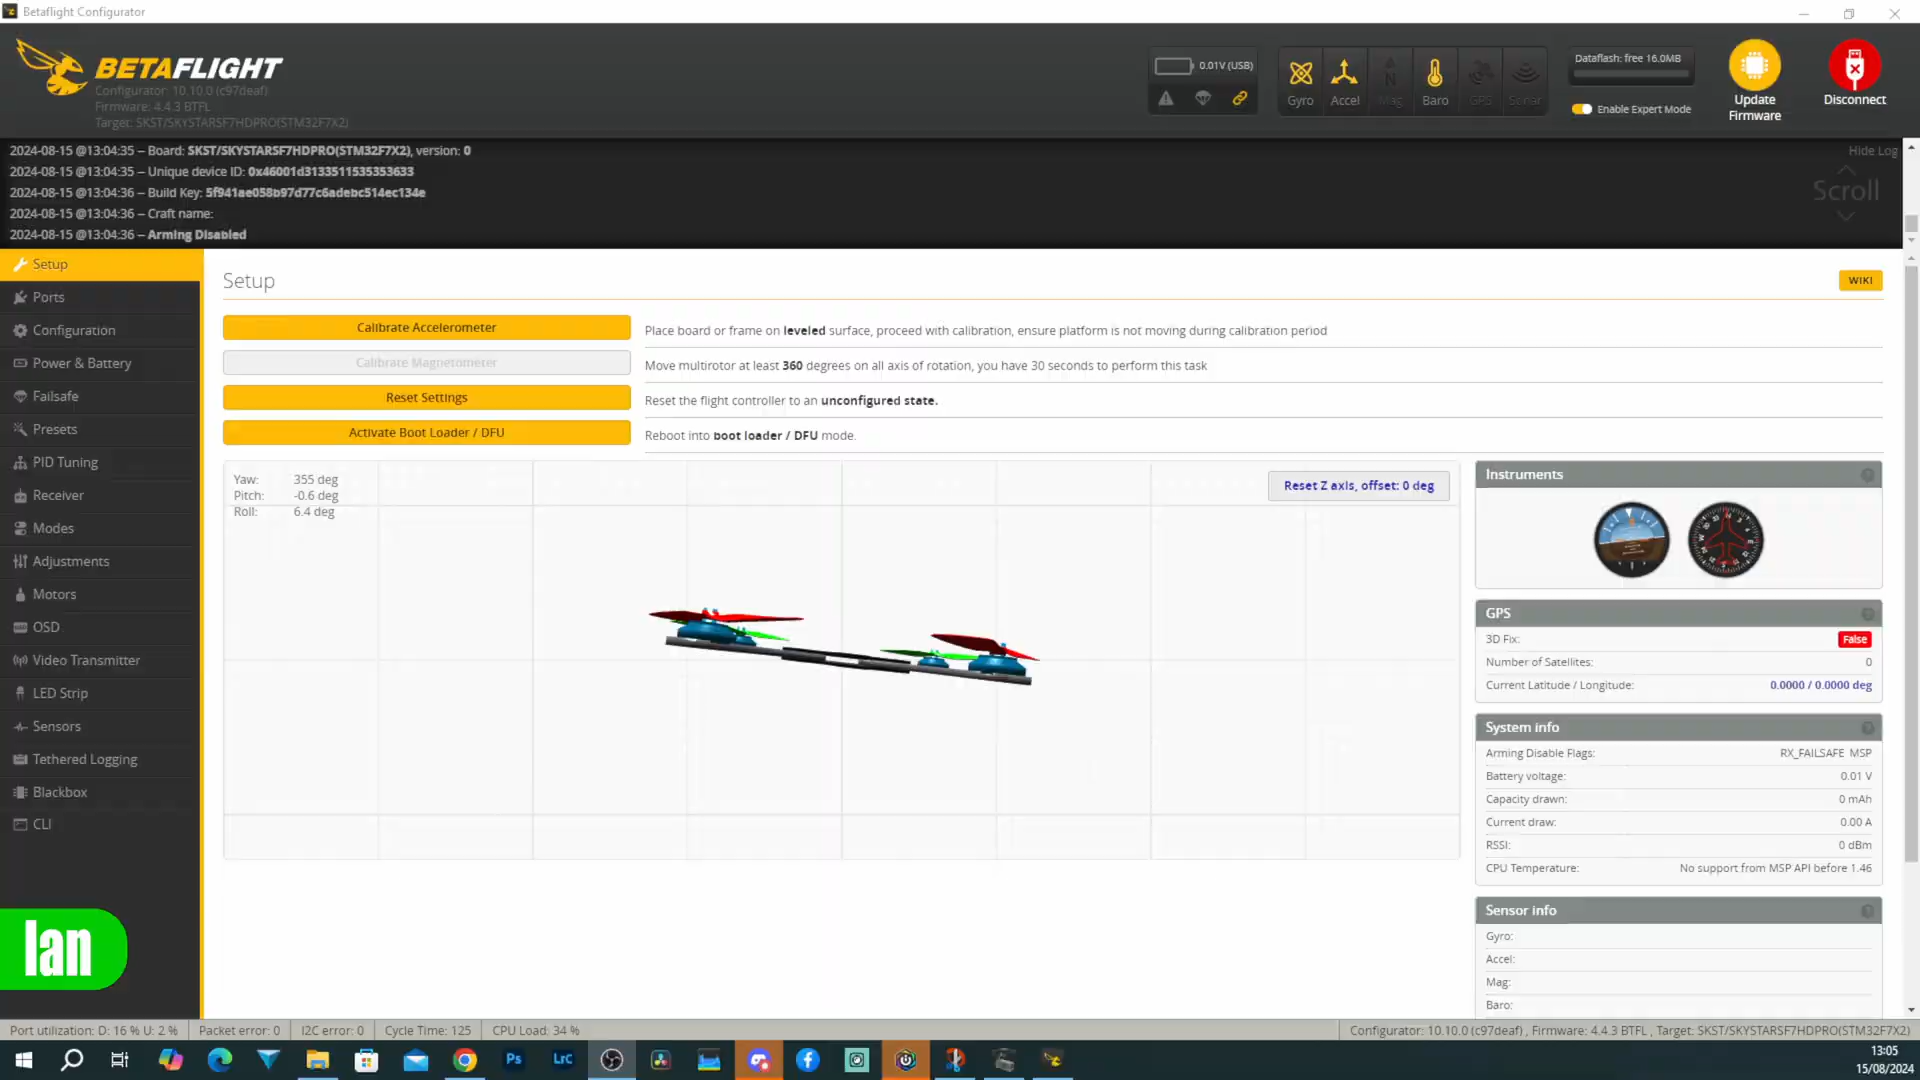 Betaflight Configurator
BETAFLIGHT
Configurator: 10.10.0 (c97deaf)
Firmware: 4.4.3 BTFL
Target: SKST/SKYSTARSF7HDPRO(STM32F7X2)
0.01V (USB)
Gyro
Accel
Mag
Baro
GPS
Sonar
Dataflash: free 16.0MB
Enable Expert Mode
Update
Firmware
Disconnect
2024-08-15 @13:04:35 -- Board: SKST/SKYSTARSF7HDPRO(STM32F7X2), version: 0
2024-08-15 @13:04:35 -- Unique device ID: 0x46001d3133511535353633
2024-08-15 @13:04:36 -- Build Key: 5f941ae058b97d77c6adebc514ec134e
2024-08-15 @13:04:36 -- Craft name:
2024-08-15 @13:04:36 -- Arming Disabled
Hide Log
Scroll
Setup
Ports
Configuration
Power & Battery
Failsafe
Presets
PID Tuning
Receiver
Modes
Adjustments
Motors
OSD
Video Transmitter
LED Strip
Sensors
Tethered Logging
Blackbox
CLI
Ian
Setup
WIKI
Calibrate Accelerometer
Place board or frame on leveled surface, proceed with calibration, ensure platform is not moving during calibration period
Calibrate Magnetometer
Move multirotor at least 360 degrees on all axis of rotation, you have 30 seconds to perform this task
Reset Settings
Reset the flight controller to an unconfigured state.
Activate Boot Loader / DFU
Reboot into boot loader / DFU mode.
Yaw: 355 deg
Pitch: -0.6 deg
Roll: 6.4 deg
Reset Z axis, offset: 0 deg
Instruments
GPS
3D Fix: False
Number of Satellites: 0
Current Latitude / Longitude: 0.0000 / 0.0000 deg
System info
Arming Disable Flags: RX_FAILSAFE MSP
Battery voltage: 0.01 V
Capacity drawn: 0 mAh
Current draw: 0.00 A
RSSI: 0 dBm
CPU Temperature: No support from MSP API before 1.46
Sensor info
Gyro:
Accel:
Mag:
Baro:
Port utilization: D: 16 % U: 2 %
Packet error: 0
I2C error: 0
Cycle Time: 125
CPU Load: 34 %
Configurator: 10.10.0 (c97deaf) , Firmware: 4.4.3 BTFL , Target: SKST/SKYSTARSF7HDPRO(STM32F7X2)
Ps
LrC
13:05
15/08/2024